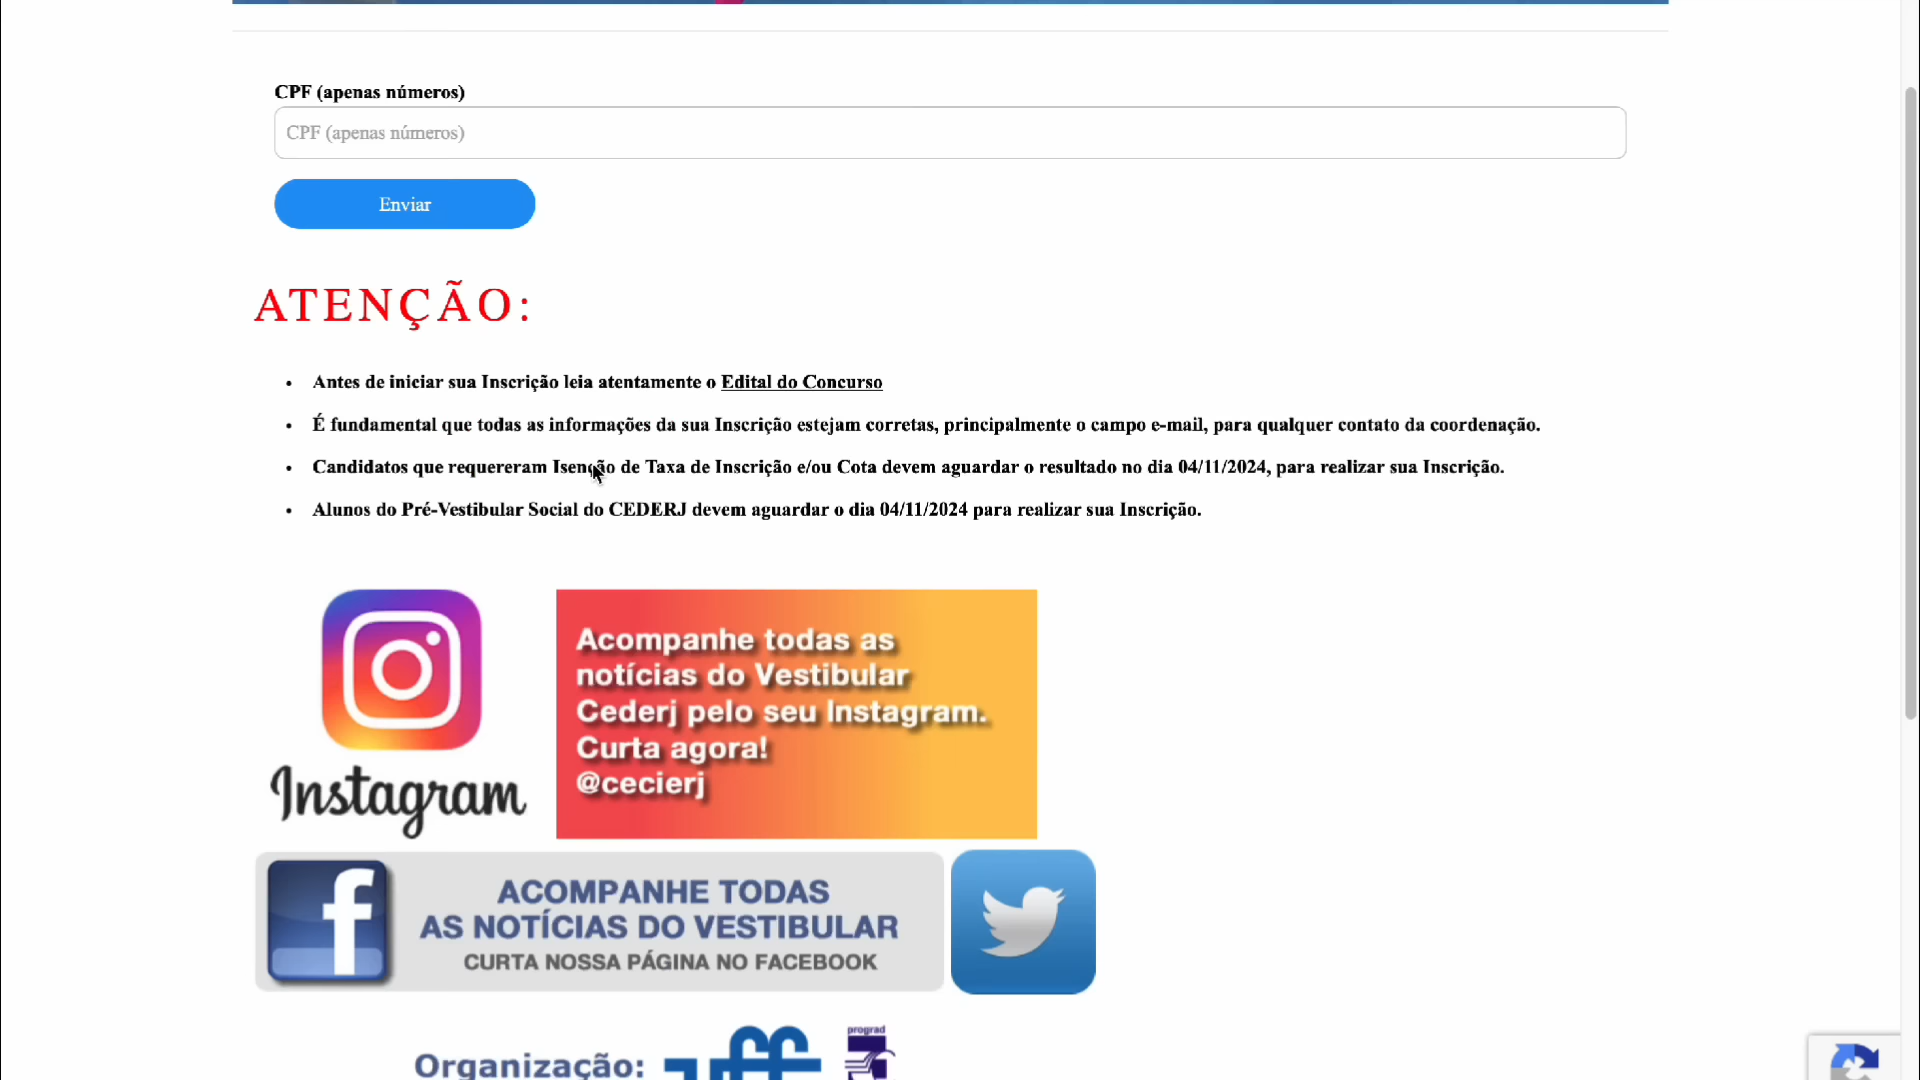 CPF (apenas números)
CPF (apenas números)
Enviar
ATENÇÃO:
Antes de iniciar sua Inscrição leia atentamente o Edital do Concurso
É fundamental que todas as informações da sua Inscrição estejam corretas, principalmente o campo e-mail, para qualquer contato da coordenação.
Candidatos que requereram Isenção de Taxa de Inscrição e/ou Cota devem aguardar o resultado no dia 04/11/2024, para realizar sua Inscrição.
Alunos do Pré-Vestibular Social do CEDERJ devem aguardar o dia 04/11/2024 para realizar sua Inscrição.
Instagram
Acompanhe todas as
notícias do Vestibular
Cederj pelo seu Instagram.
Curta agora!
@cecierj
f
ACOMPANHE TODAS
AS NOTÍCIAS DO VESTIBULAR
CURTA NOSSA PÁGINA NO FACEBOOK
Organização:
uff
prograd